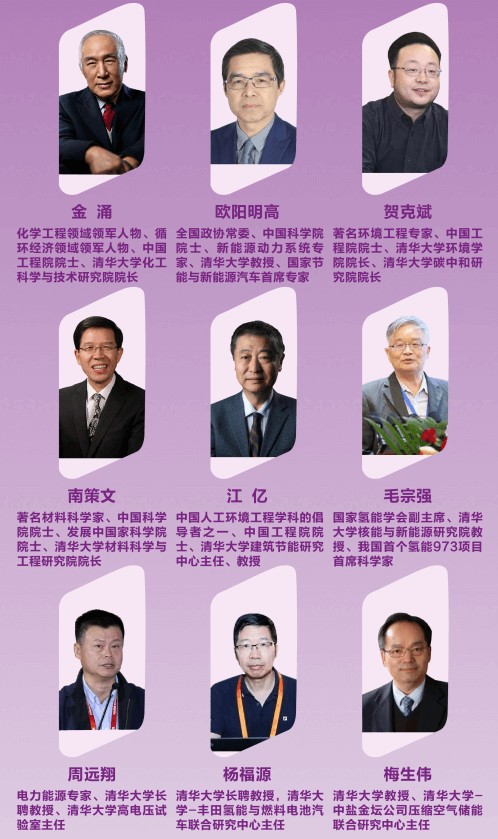 金 涌
化学工程领域领军人物、循
环经济领域领军人物、中国
工程院院士、清华大学化工
科学与技术研究院院长
欧阳明高
全国政协常委、中国科学院
院士、新能源动力系统专
家、清华大学教授、国家节
能与新能源汽车首席专家
贺克斌
著名环境工程专家、中国工
程院院士、清华大学环境学
院院长、清华大学碳中和研
究院院长
南策文
著名材料科学家、中国科学
院院士、发展中国家科学院
院士、清华大学材料科学与
工程研究院院长
江 亿
中国人工环境工程学科的倡
导者之一、中国工程院院
士、清华大学建筑节能研究
中心主任、教授
毛宗强
国家氢能学会副主席、清华
大学核能与新能源研究院教
授、我国首个氢能973项目
首席科学家
周远翔
电力能源专家、清华大学长
聘教授、清华大学高电压试
验室主任
杨福源
清华大学长聘教授，清华大
学-丰田氢能与燃料电池汽
车联合研究中心主任
梅生伟
清华大学教授、清华大学-
中盐金坛公司压缩空气储能
联合研究中心主任